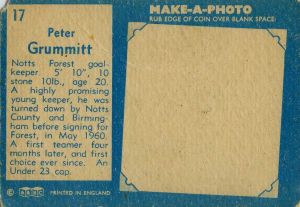 17
Peter
Grummitt
Notts Forest goal-
keeper. 5' 10", 10
stone 10lb., age 20.
A highly promising
young keeper, he was
turned down by Notts
County and Birming-
ham before signing for
Forest, in May 1960.
A first teamer four
months later, and first
choice ever since. An
Under 23 cap.
© A&BC PRINTED IN ENGLAND
MAKE-A-PHOTO
RUB EDGE OF COIN OVER BLANK SPACE